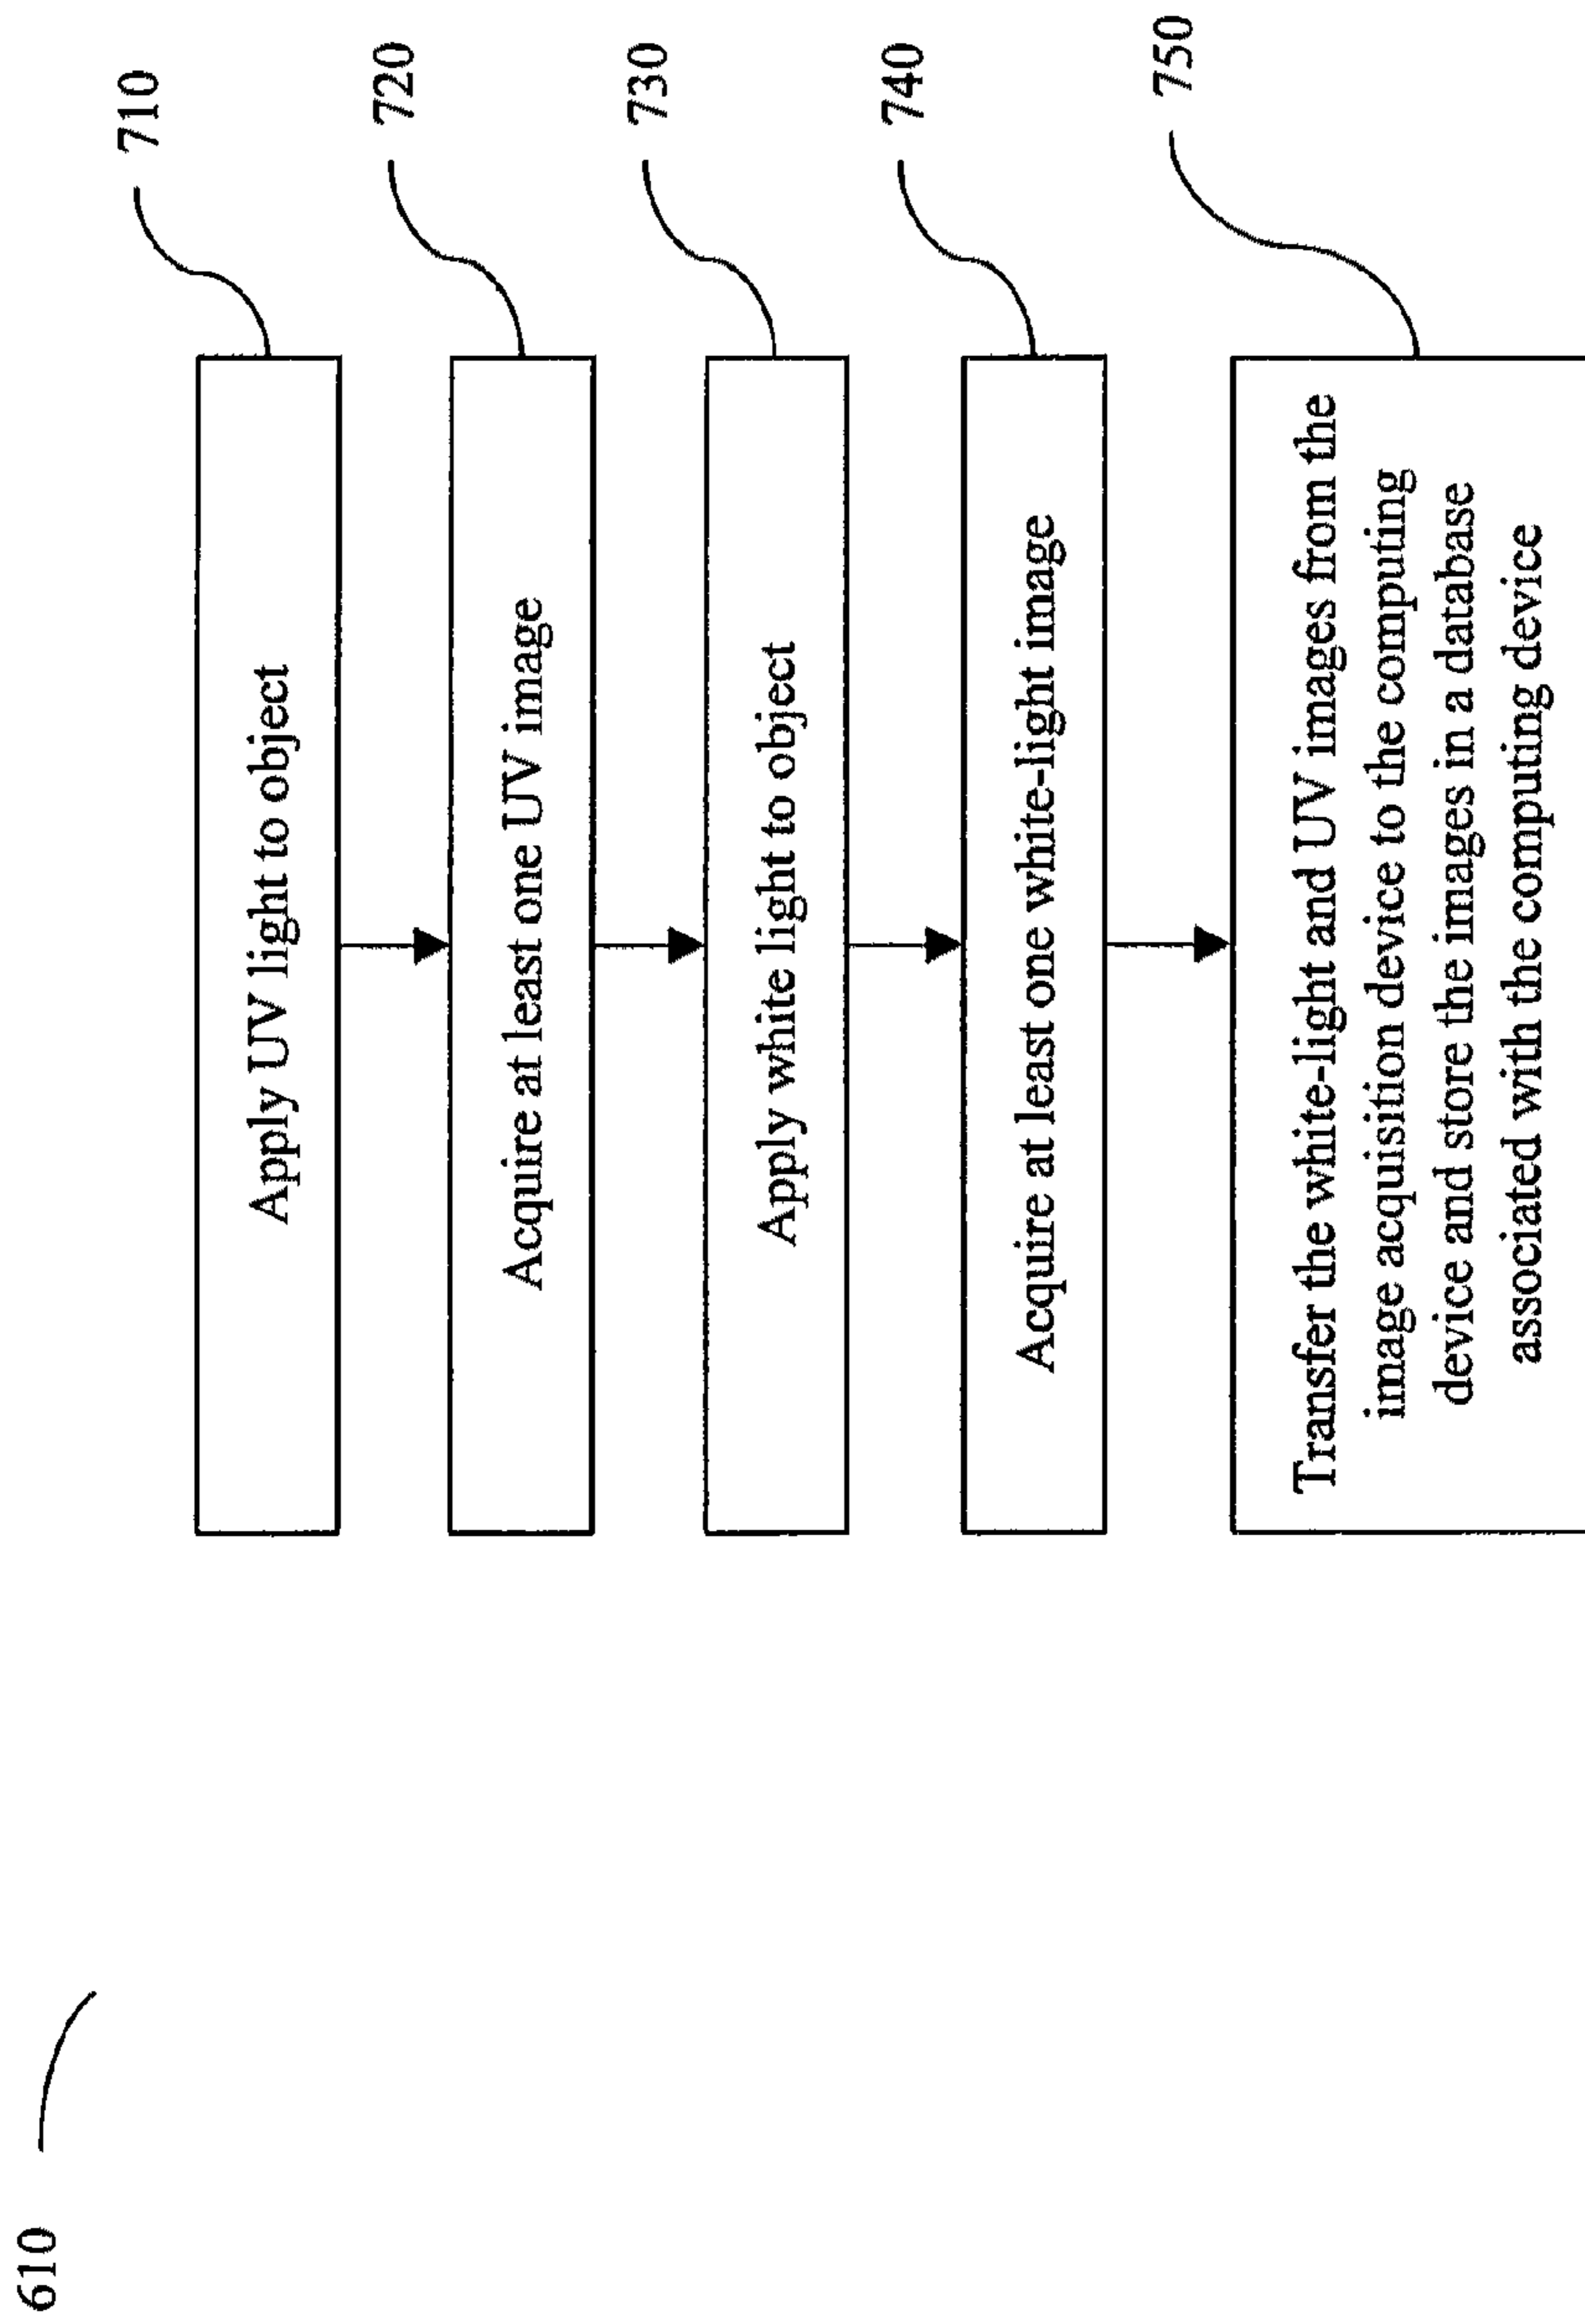 610
710
Apply UV light to object
720
Acquire at least one UV image
730
Apply white light to object
740
Acquire at least one white-light image
750
Transfer the white-light and UV images from the
image acquisition device to the computing
device and store the images in a database
associated with the computing device